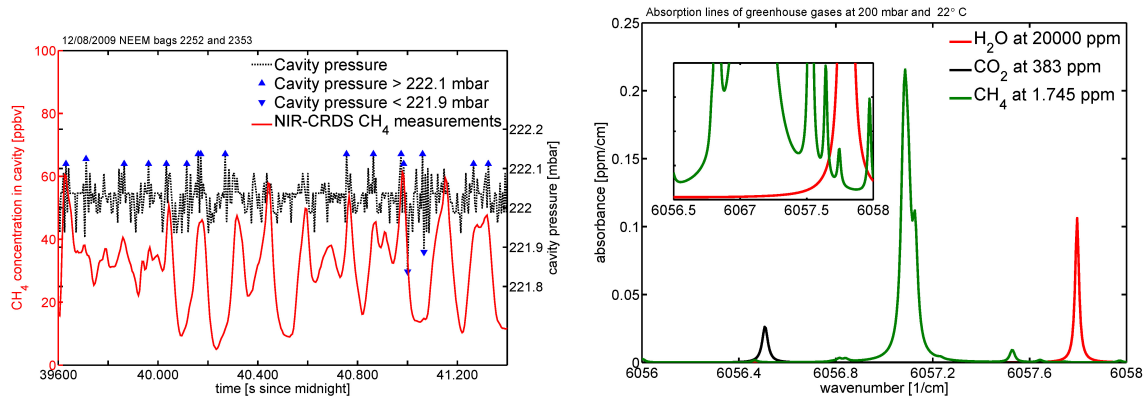 12/08/2009 NEEM bags 2252 and 2353
100
80
60
40
20
0
CH4 concentration in cavity [ppbv]
Cavity pressure
Cavity pressure > 222.1 mbar
Cavity pressure < 221.9 mbar
NIR-CRDS CH4 measurements
222.2
222.1
222
221.9
221.8
cavity pressure [mbar]
39600 40.000 40.400 40.800 41.200
time [s since midnight]
Absorption lines of greenhouse gases at 200 mbar and 22° C
0.25
0.2
0.15
0.1
0.05
0
absorbance [ppm/cm]
H2O at 20000 ppm
CO2 at 383 ppm
CH4 at 1.745 ppm
6056.5 6067 6057.5 6058
6056 6056.4 6056.8 6057.2 6057.6 6058
wavenumber [1/cm]